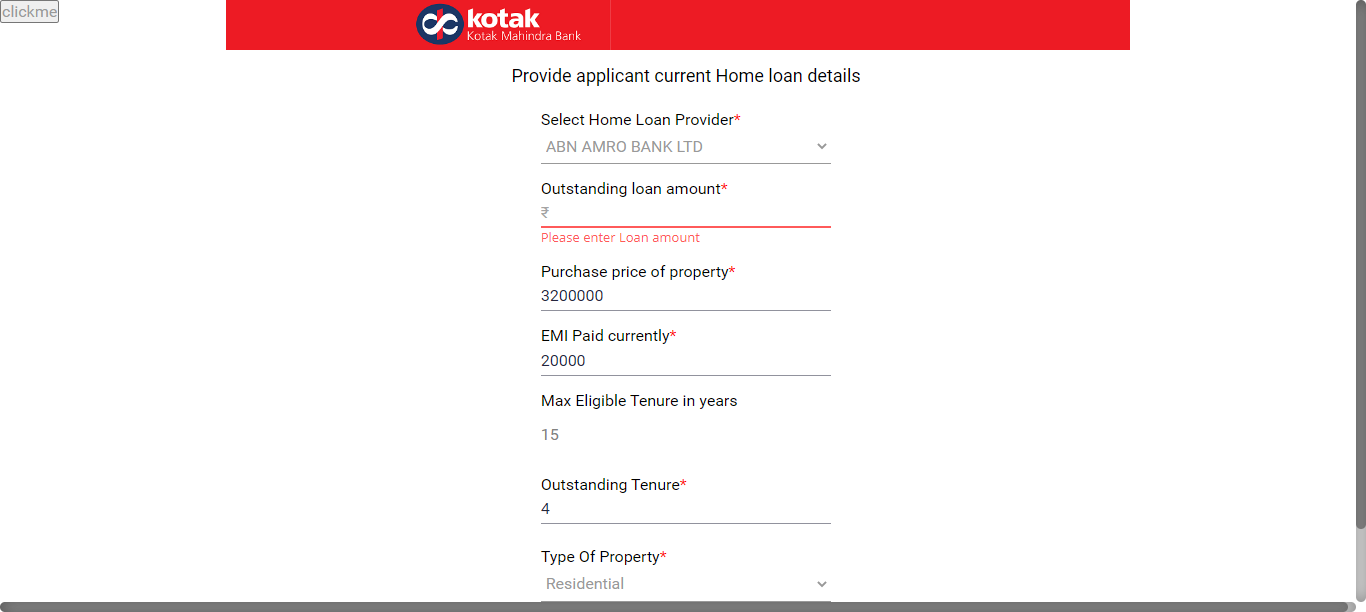 clickme
kotak
Kotak Mahindra Bank
Provide applicant current Home loan details
Select Home Loan Provider*
ABN AMRO BANK LTD
Outstanding loan amount*
₹
Please enter Loan amount
Purchase price of property*
3200000
EMI Paid currently*
20000
Max Eligible Tenure in years
15
Outstanding Tenure*
4
Type Of Property*
Residential